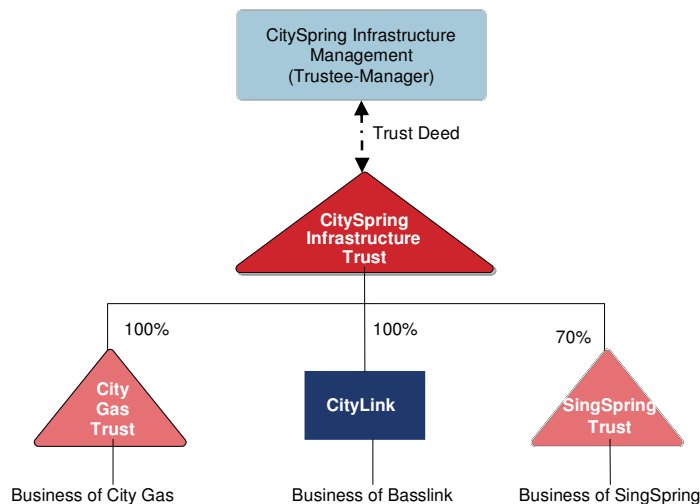 CitySpring Infrastructure
Management
(Trustee-Manager)
Trust Deed
CitySpring
Infrastructure
Trust
100%
100%
70%
City
Gas
Trust
CityLink
SingSpring
Trust
Business of City Gas
Business of Basslink
Business of SingSpring